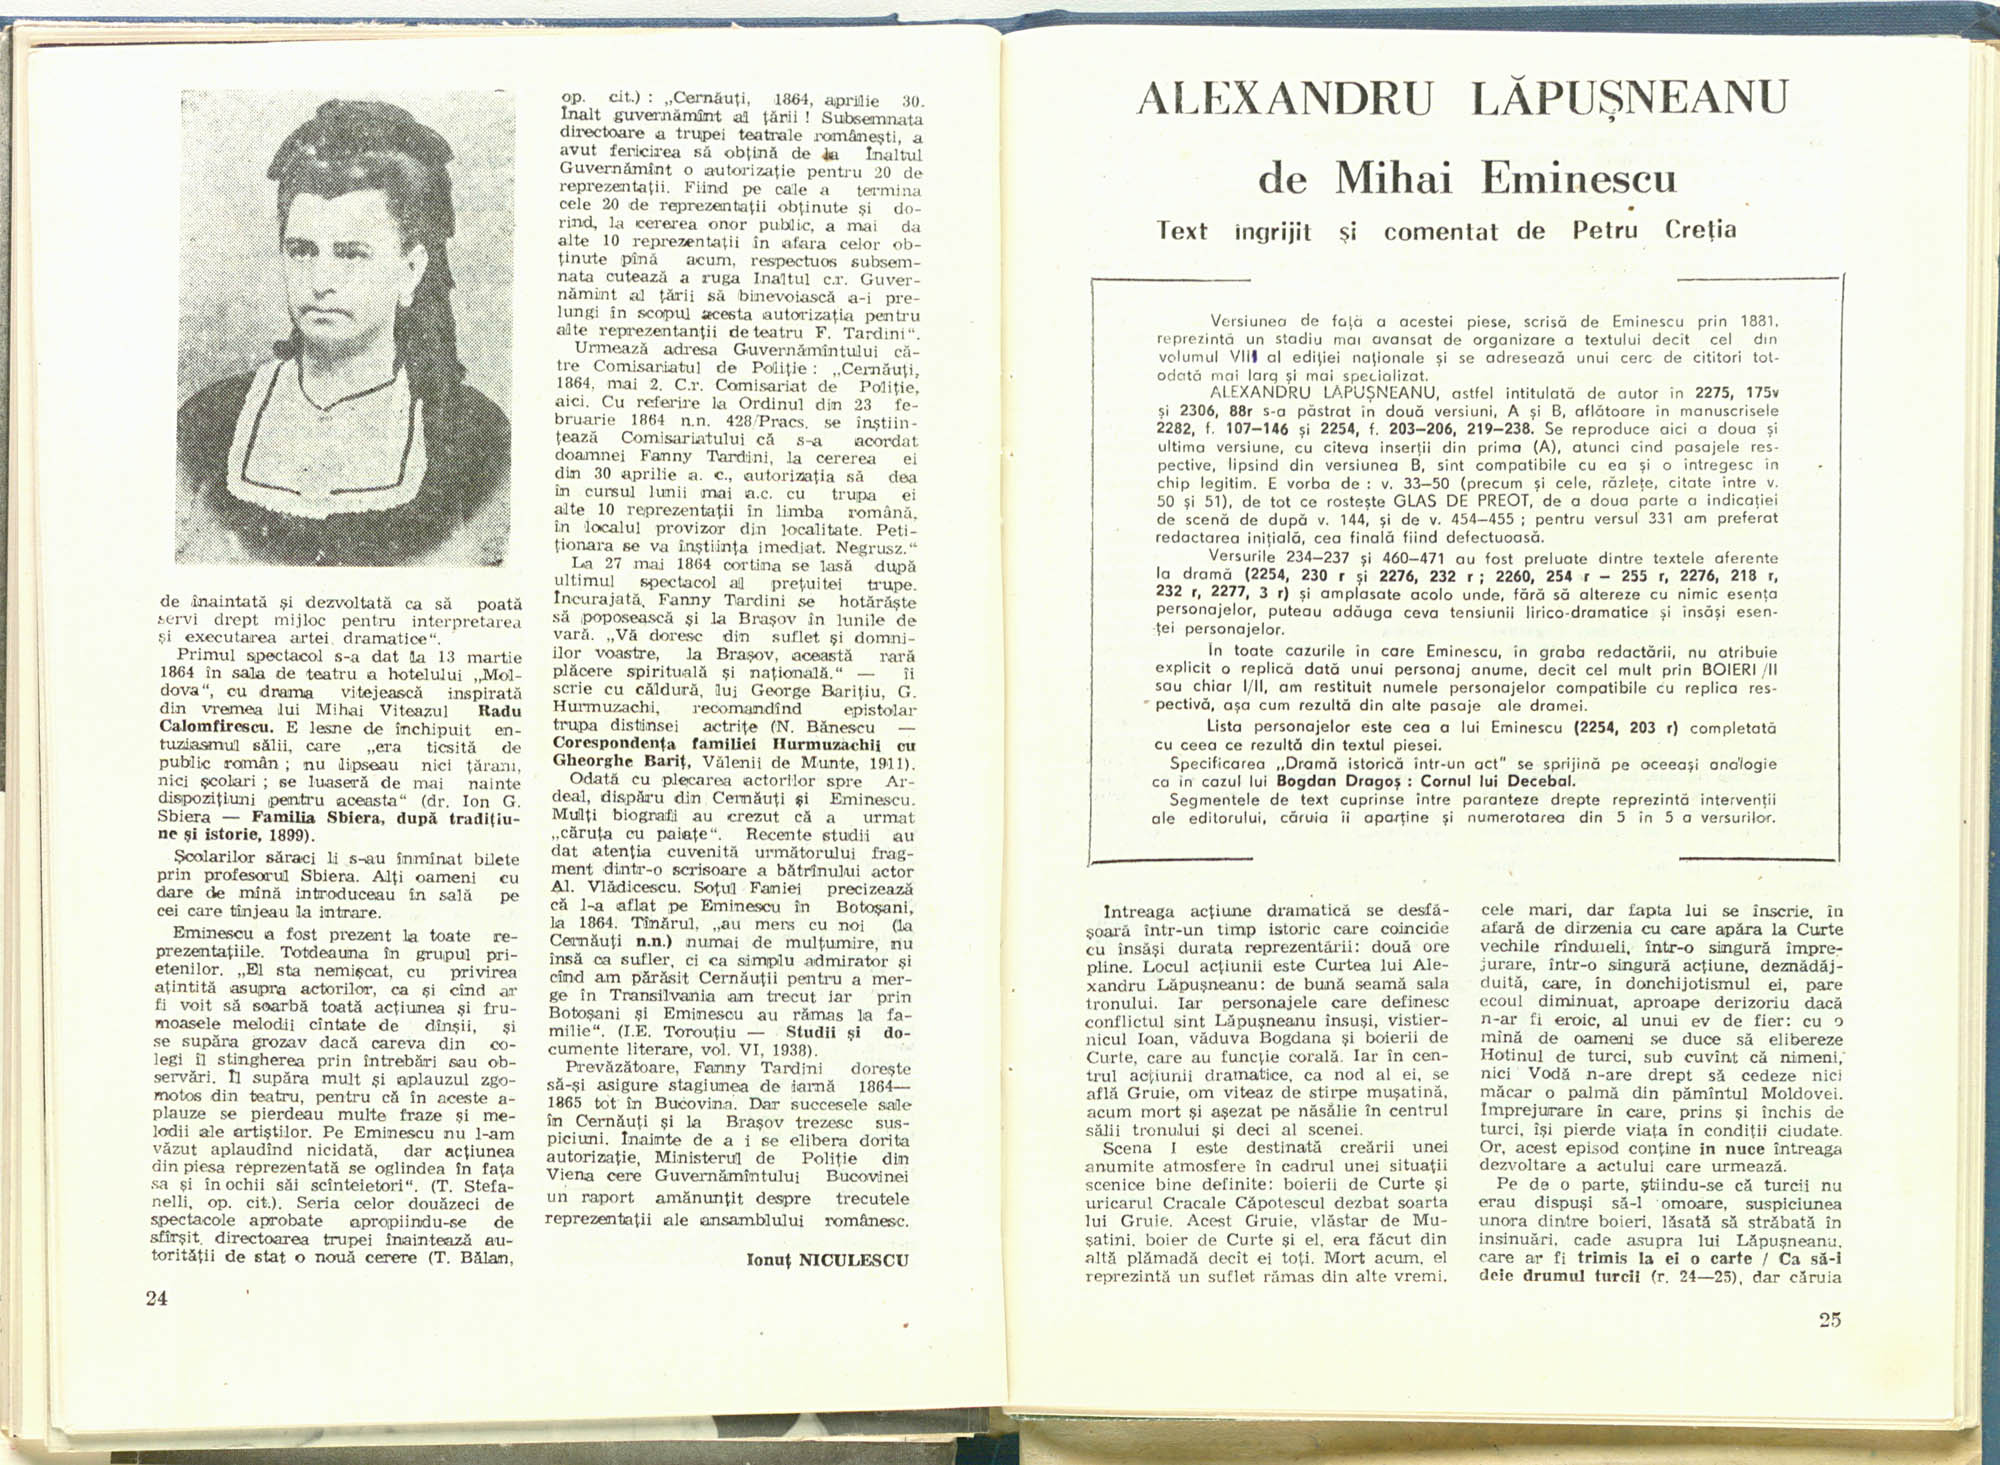 de înaintată și dezvoltată ca să poată
servi drept mijloc pentru interpretarea
și executarea artei dramatice“.
Primul spectacol s-a dat la 13 martie
1864 în sala de teatru a hotelului „Mol-
dova“, cu drama vitejească inspirată
din vremea lui Mihai Viteazul Radu
Calomfirescu. E lesne de închipuit en-
tuziasmul sălii, care „era ticsită de
public român ; nu lipseau nici țărani,
nici școlari ; se luaseră de mai nainte
dispozițiuni pentru aceasta“ (dr. Ion G.
Sbiera — Familia Sbiera, după tradițiu-
ne și istorie, 1899).
Școlarilor săraci li s-au înmînat bilete
prin profesorul Sbiera. Alți oameni cu
dare de mînă introduceau în sală pe
cei care tînjeau la intrare.
Eminescu a fost prezent la toate re-
prezentațiile. Totdeauna în grupul pri-
etenilor. „El sta nemișcat, cu privirea
ațintită asupra actorilor, ca și cînd ar
fi voit să soarbă toată acțiunea și fru-
moasele melodii cîntate de dînșii, și
se supăra grozav dacă careva din co-
legi îl stingherea prin întrebări sau ob-
servări. Îl supăra mult și aplauzul zgo-
motos din teatru, pentru că în aceste a-
plauze se pierdeau multe fraze și me-
lodii ale artiștilor. Pe Eminescu nu l-am
văzut aplaudînd nicidată, dar acțiunea
din piesa reprezentată se oglindea în fața
sa și în ochii săi scînteietori“. (T. Stefa-
nelli, op. cit.). Seria celor douăzeci de
spectacole aprobate apropiindu-se de
sfîrșit, directoarea trupei înaintează au-
torității de stat o nouă cerere (T. Bălan,
24
op. cit.) : „Cernăuți, 1864, aprilie 30.
Inalt guvernămînt al țării ! Subsemnata
directoare a trupei teatrale românești, a
avut fericirea să obțină de la Inaltul
Guvernămînt o autorizație pentru 20 de
reprezentații. Fiind pe cale a termina
cele 20 de reprezentații obținute și do-
rind, la cererea onor public, a mai da
alte 10 reprezentații în afara celor ob-
ținute pînă acum, respectuos subsem-
nata cutează a ruga Inaltul c.r. Guver-
nămînt al țării să binevoiască a-i pre-
lungi în scopul acesta autorizația pentru
alte reprezentanții de teatru F. Tardini“.
Urmează adresa Guvernămîntului că-
tre Comisariatul de Poliție : „Cernăuți,
1864, mai 2. C.r. Comisariat de Poliție,
aici. Cu referire la Ordinul din 23 fe-
bruarie 1864 n.n. 428/Pracs. se înștiin-
țează Comisariatului că s-a acordat
doamnei Fanny Tardini, la cererea ei
din 30 aprilie a. c., autorizația să dea
în cursul lunii mai a.c. cu trupa ei
alte 10 reprezentații în limba română,
în localul provizor din localitate. Peti-
ționara se va înștiința imediat. Negrusz.“
La 27 mai 1864 cortina se lasă după
ultimul spectacol al prețuitei trupe.
Încurajată, Fanny Tardini se hotărăște
să poposească și la Brașov în lunile de
vară. „Vă doresc din suflet și domni-
ilor voastre, la Brașov, această rară
plăcere spirituală și națională.“ — îi
scrie cu căldură, lui George Barițiu, G.
Hurmuzachi, recomandînd epistolar
trupa distinsei actrițe (N. Bănescu —
Corespondența familiei Hurmuzachii cu
Gheorghe Bariț, Vălenii de Munte, 1911).
Odată cu plecarea actorilor spre Ar-
deal, dispăru din Cernăuți și Eminescu.
Mulți biografi au crezut că a urmat
„căruța cu paiațe“. Recente studii au
dat atenția cuvenită următorului frag-
ment dintr-o scrisoare a bătrînului actor
Al. Vlădicescu. Soțul Faniei precizează
că l-a aflat pe Eminescu în Botoșani,
la 1864. Tînărul, „au mers cu noi (la
Cernăuți n.n.) numai de mulțumire, nu
însă ca sufler, ci ca simplu admirator și
cînd am părăsit Cernăuții pentru a mer-
ge în Transilvania am trecut iar prin
Botoșani și Eminescu au rămas la fa-
milie“. (I.E. Torouțiu — Studii și do-
cumente literare, vol. VI, 1938).
Prevăzătoare, Fanny Tardini dorește
să-și asigure stagiunea de iarnă 1864—
1865 tot în Bucovina. Dar succesele sale
în Cernăuți și la Brașov trezesc sus-
piciuni. Inainte de a i se elibera dorita
autorizație, Ministerul de Poliție din
Viena cere Guvernămîntului Bucovinei
un raport amănunțit despre trecutele
reprezentații ale ansamblului românesc.
Ionuț NICULESCU
ALEXANDRU LĂPUȘNEANU
de Mihai Eminescu
Text ingrijit și comentat de Petru Creția
Versiunea de față a acestei piese, scrisă de Eminescu prin 1881,
reprezintă un stadiu mai avansat de organizare a textului decit cel din
volumul VIII al ediției naționale și se adresează unui cerc de cititori tot-
odată mai larg și mai specializat.
ALEXANDRU LĂPUȘNEANU, astfel intitulată de autor in 2275, 175v
și 2306, 88r s-a păstrat in două versiuni, A și B, aflătoare in manuscrisele
2282, f. 107—146 și 2254, f. 203—206, 219—238. Se reproduce aici a doua și
ultima versiune, cu citeva inserții din prima (A), atunci cind pasajele res-
pective, lipsind din versiunea B, sint compatibile cu ea și o intregesc in
chip legitim. E vorba de : v. 33—50 (precum și cele, răzlețe, citate intre v.
50 și 51), de tot ce rostește GLAS DE PREOT, de a doua parte a indicației
de scenă de după v. 144, și de v. 454—455 ; pentru versul 331 am preferat
redactarea inițială, cea finală fiind defectuoasă.
Versurile 234—237 și 460—471 au fost preluate dintre textele aferente
la dramă (2254, 230 r și 2276, 232 r ; 2260, 254 r — 255 r, 2276, 218 r,
232 r, 2277, 3 r) și amplasate acolo unde, fără să altereze cu nimic esența
personajelor, puteau adăuga ceva tensiunii lirico-dramatice și insăși esen-
ței personajelor.
In toate cazurile in care Eminescu, in graba redactării, nu atribuie
explicit o replică dată unui personaj anume, decit cel mult prin BOIERI /II
sau chiar I/II, am restituit numele personajelor compatibile cu replica res-
pectivă, așa cum rezultă din alte pasaje ale dramei.
Lista personajelor este cea a lui Eminescu (2254, 203 r) completată
cu ceea ce rezultă din textul piesei.
Specificarea „Dramă istorică într-un act” se sprijină pe aceeași analogie
ca in cazul lui Bogdan Dragoș : Cornul lui Decebal.
Segmentele de text cuprinse între paranteze drepte reprezintă intervenții
ale editorului, căruia îi aparține și numerotarea din 5 in 5 a versurilor.
Intreaga acțiune dramatică se desfă-
șoară într-un timp istoric care coincide
cu însăși durata reprezentării: două ore
pline. Locul acțiunii este Curtea lui Ale-
xandru Lăpușneanu: de bună seamă sala
tronului. Iar personajele care definesc
conflictul sint Lăpușneanu însuși, vistier-
nicul Ioan, văduva Bogdana și boierii de
Curte, care au funcție corală. Iar în cen-
trul acțiunii dramatice, ca nod al ei, se
află Gruie, om viteaz de stirpe mușatină,
acum mort și așezat pe năsălie în centrul
sălii tronului și deci al scenei.
Scena I este destinată creării unei
anumite atmosfere în cadrul unei situații
scenice bine definite: boierii de Curte și
uricarul Cracale Căpotescul dezbat soarta
lui Gruie. Acest Gruie, vlăstar de Mu-
șatini, boier de Curte și el, era făcut din
altă plămadă decît ei toți. Mort acum, el
reprezintă un suflet rămas din alte vremi,
cele mari, dar fapta lui se înscrie, în
afară de dirzenia cu care apăra la Curte
vechile rînduieli, într-o singură împre-
jurare, într-o singură acțiune, deznădăj-
duită, care, în donchijotismul ei, pare
ecoul diminuat, aproape derizoriu dacă
n-ar fi eroic, al unui ev de fier: cu o
mînă de oameni se duce să elibereze
Hotinul de turci, sub cuvînt că nimeni,
nici Vodă n-are drept să cedeze nici
măcar o palmă din pămîntul Moldovei.
Imprejurare în care, prins și închis de
turci, își pierde viața în condiții ciudate.
Or, acest episod conține in nuce întreaga
dezvoltare a actului care urmează.
Pe de o parte, știindu-se că turcii nu
erau dispuși să-l omoare, suspiciunea
unora dintre boieri, lăsată să străbată în
insinuări, cade asupra lui Lăpușneanu,
care ar fi trimis la ei o carte / Ca să-i
deie drumul turcii (r. 24—25), dar căruia
25